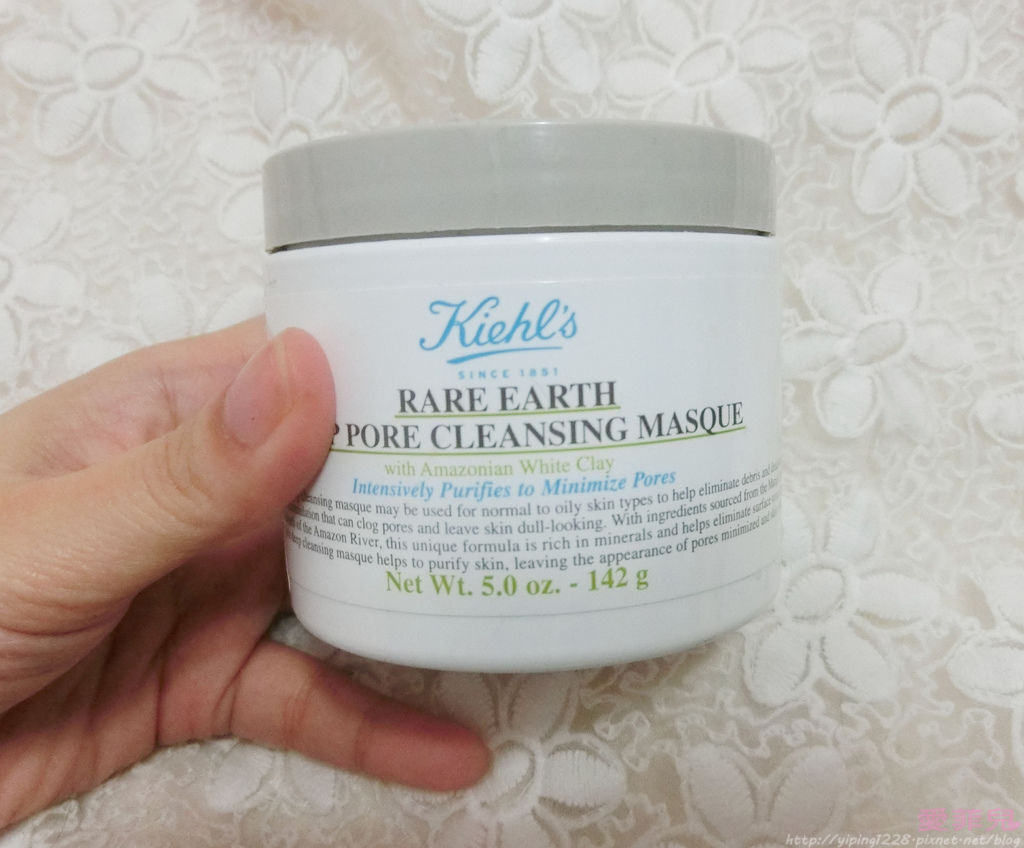 Kiehl's
SINCE 1851
RARE EARTH
P PORE CLEANSING MASQUE
with Amazonian White Clay
Intensively Purifies to Minimize Pores
cleansing masque may be used for normal to oily skin types to help eliminate debris and
that can clog pores and leave skin dull-looking. With ingredients sourced from the
of the Amazon River, this unique formula is rich in minerals and helps eliminate surface
deep cleansing masque helps to purify skin, leaving the appearance of pores minimized and
Net Wt. 5.0 oz. - 142 g
http://yiping1228.pixnet.net/blog